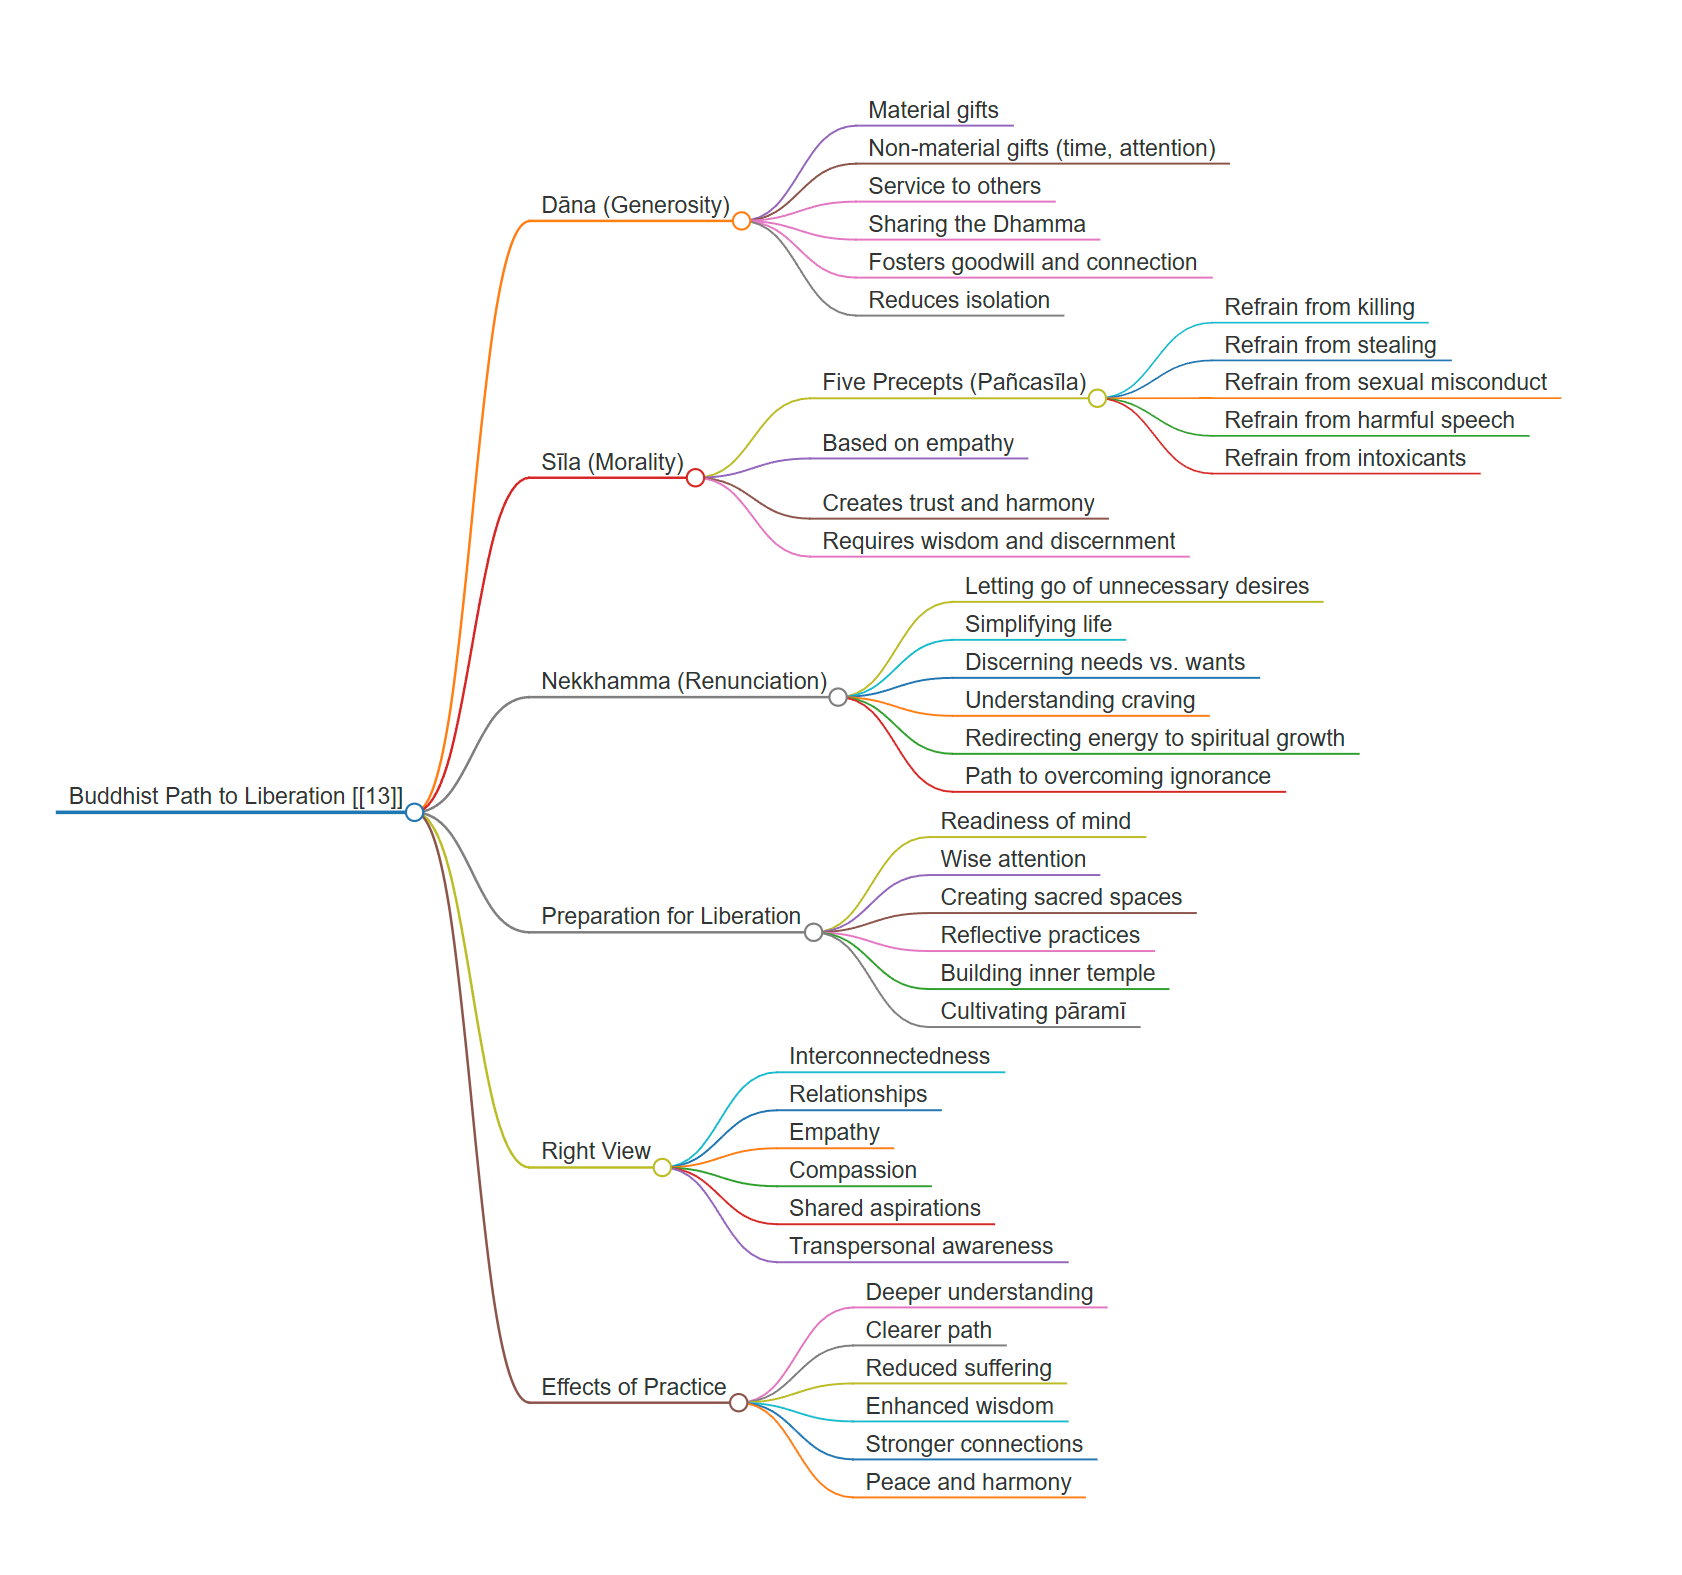 Buddhist Path to Liberation [[13]]
Dāna (Generosity)
Material gifts
Non-material gifts (time, attention)
Service to others
Sharing the Dhamma
Fosters goodwill and connection
Reduces isolation
Sīla (Morality)
Five Precepts (Pañcasīla)
Refrain from killing
Refrain from stealing
Refrain from sexual misconduct
Refrain from harmful speech
Refrain from intoxicants
Based on empathy
Creates trust and harmony
Requires wisdom and discernment
Nekkhamma (Renunciation)
Letting go of unnecessary desires
Simplifying life
Discerning needs vs. wants
Understanding craving
Redirecting energy to spiritual growth
Path to overcoming ignorance
Preparation for Liberation
Readiness of mind
Wise attention
Creating sacred spaces
Reflective practices
Building inner temple
Cultivating pāramī
Right View
Interconnectedness
Relationships
Empathy
Compassion
Shared aspirations
Transpersonal awareness
Effects of Practice
Deeper understanding
Clearer path
Reduced suffering
Enhanced wisdom
Stronger connections
Peace and harmony